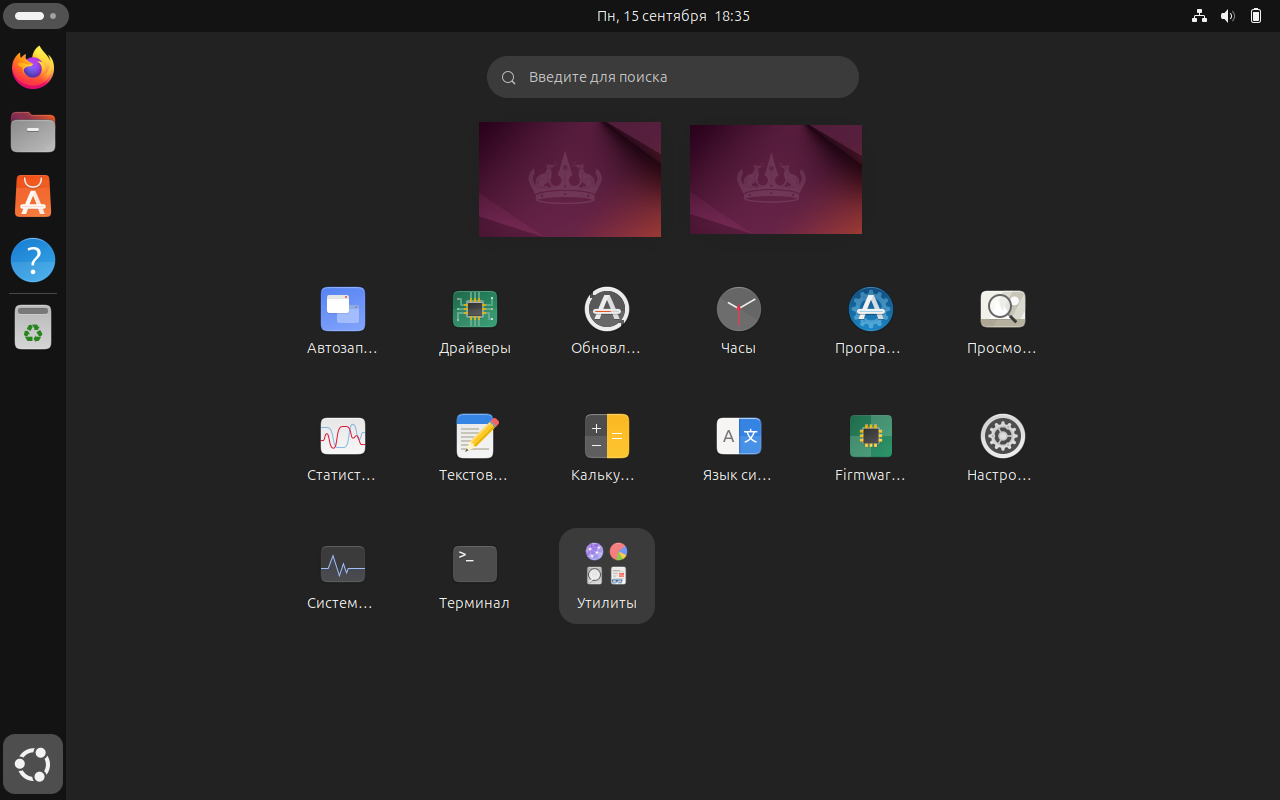 Пн, 15 сентября 18:35
Введите для поиска
Автозап...
Драйверы
Обновл...
Часы
Програ...
Просмо...
Статист...
Текстов...
Кальку...
Язык си...
Firmwar...
Настро...
Систем...
Терминал
Утилиты